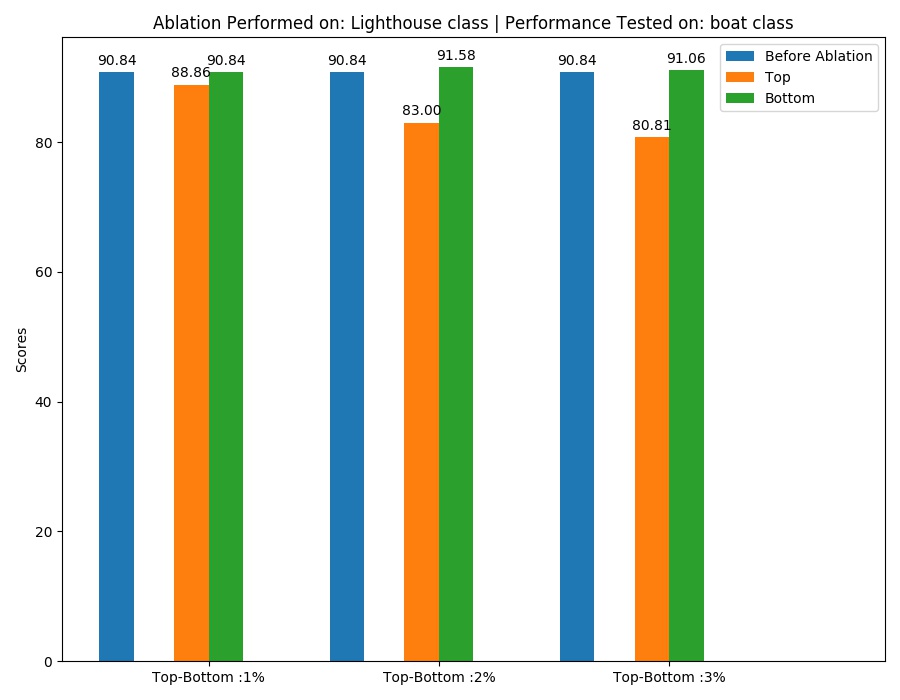 Ablation Performed on: Lighthouse class | Performance Tested on: boat class
Before Ablation
Top
Bottom
90.84
88.86
90.84
90.84
83.00
91.58
90.84
80.81
91.06
Scores
80
60
40
20
0
Top-Bottom :1%
Top-Bottom :2%
Top-Bottom :3%